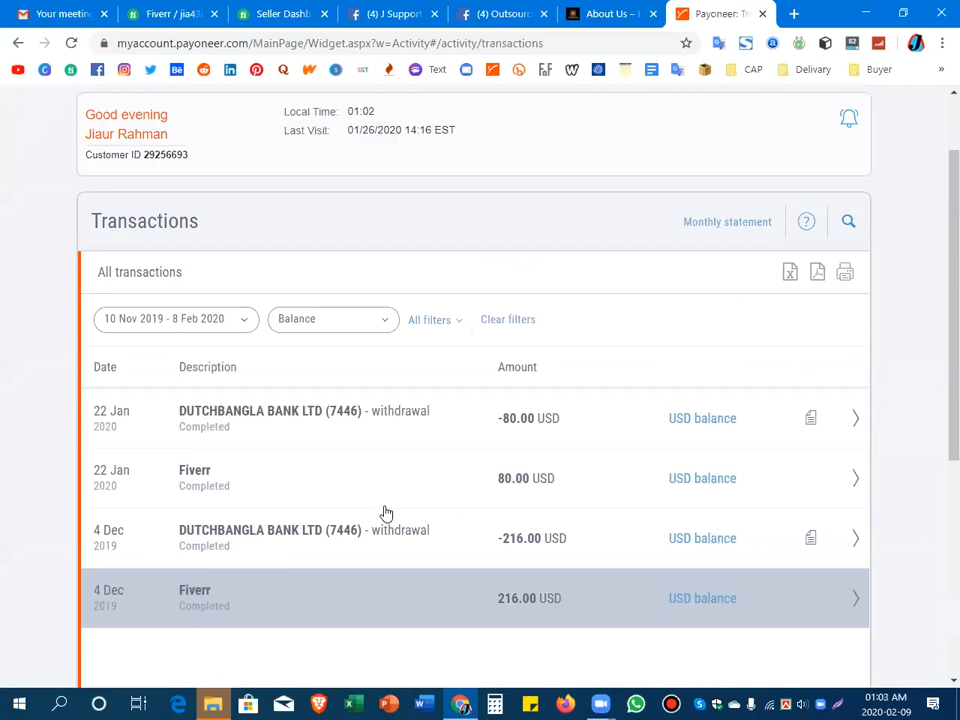 Your meeting
Fiverr / jia43
Seller Dashb
(4) J Support
(4) Outsourc
About Us –
Payoneer: Tr
myaccount.payoneer.com/MainPage/Widget.aspx?w=Activity#/activity/transactions
Text
CAP
Delivary
Buyer
»
Good evening
Jiaur Rahman
Customer ID 29256693
Local Time: 01:02
Last Visit: 01/26/2020 14:16 EST
Transactions
Monthly statement
?
All transactions
10 Nov 2019 - 8 Feb 2020
Balance
All filters
Clear filters
Date Description Amount
22 Jan DUTCHBANGLA BANK LTD (7446) - withdrawal -80.00 USD USD balance
2020 Completed
22 Jan Fiverr 80.00 USD USD balance
2020 Completed
4 Dec DUTCHBANGLA BANK LTD (7446) - withdrawal -216.00 USD USD balance
2019 Completed
4 Dec Fiverr 216.00 USD USD balance
2019 Completed
01:03 AM
2020-02-09